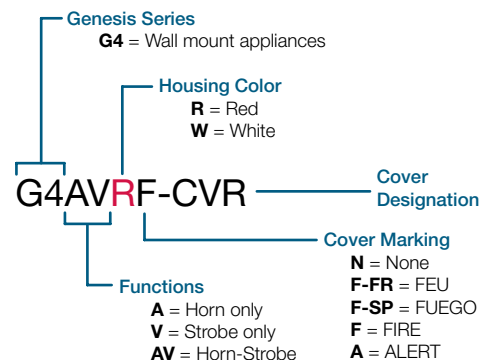 Genesis Series
G4 = Wall mount appliances
Housing Color
R = Red
W = White
G4AVRF-CVR
Cover
Designation
Cover Marking
N = None
F-FR = FEU
F-SP = FUEGO
F = FIRE
A = ALERT
Functions
A = Horn only
V = Strobe only
AV = Horn-Strobe